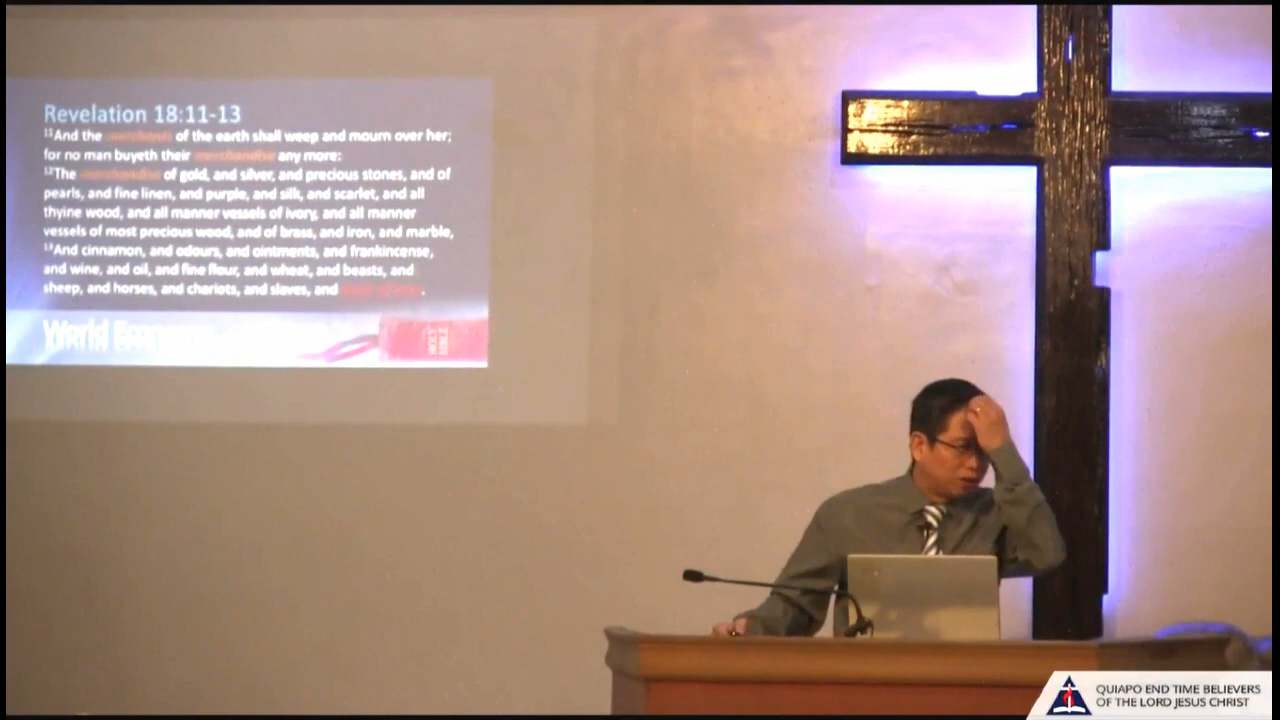 Revelation 18:11-13
11And the merchants of the earth shall weep and mourn over her;
for no man buyeth their merchandise any more:
12The merchandise of gold, and silver, and precious stones, and of
pearls, and fine linen, and purple, and silk, and scarlet, and all
thyine wood, and all manner vessels of ivory, and all manner
vessels of most precious wood, and of brass, and iron, and marble,
13And cinnamon, and odours, and ointments, and frankincense,
and wine, and oil, and fine flour, and wheat, and beasts, and
sheep, and horses, and chariots, and slaves, and
World
HOLY
QUIAPO END TIME BELIEVERS
OF THE LORD JESUS CHRIST